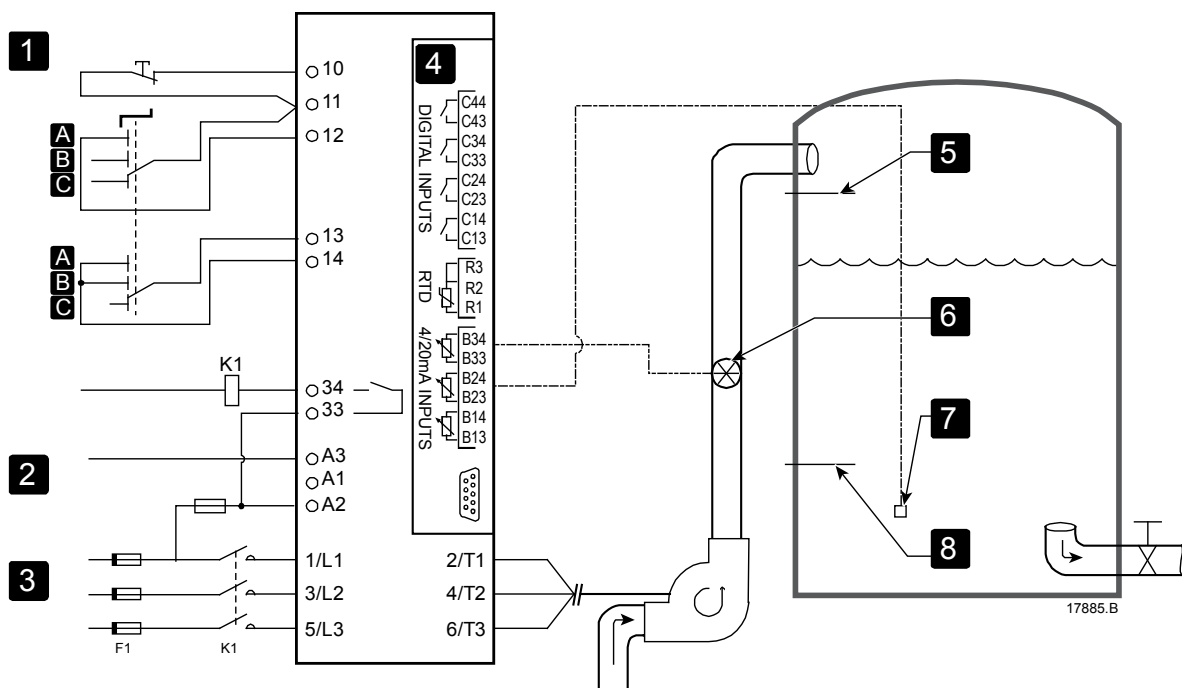 1
10
11
12
A
B
C
13
14
A
B
C
K1
34
33
2
A3
A1
A2
3
1/L1
3/L2
5/L3
F1
K1
2/T1
4/T2
6/T3
4
DIGITAL INPUTS
C44
C43
C34
C33
C24
C23
C14
C13
RTD
R3
R2
R1
4/20mA INPUTS
B34
B33
B24
B23
B14
B13
5
6
7
8
17885.B